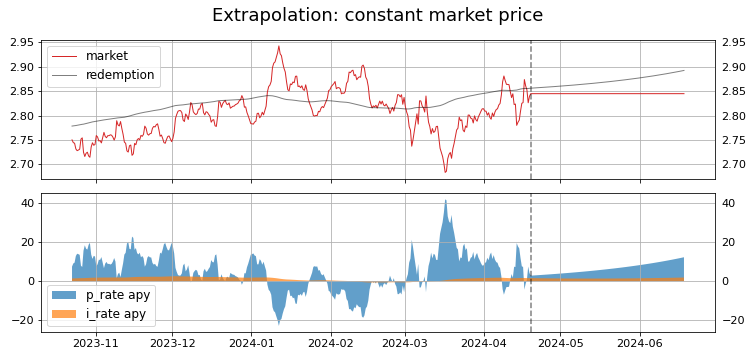 Extrapolation: constant market price
2.95 2.95
market
2.90 2.90
redemption
2.85 2.85
2.80 2.80
2.75 2.75
2.70 2.70
40 40
20 20
0 0
p_rate apy
i_rate apy
−20 −20
2023-11 2023-12 2024-01 2024-02 2024-03 2024-04 2024-05 2024-06